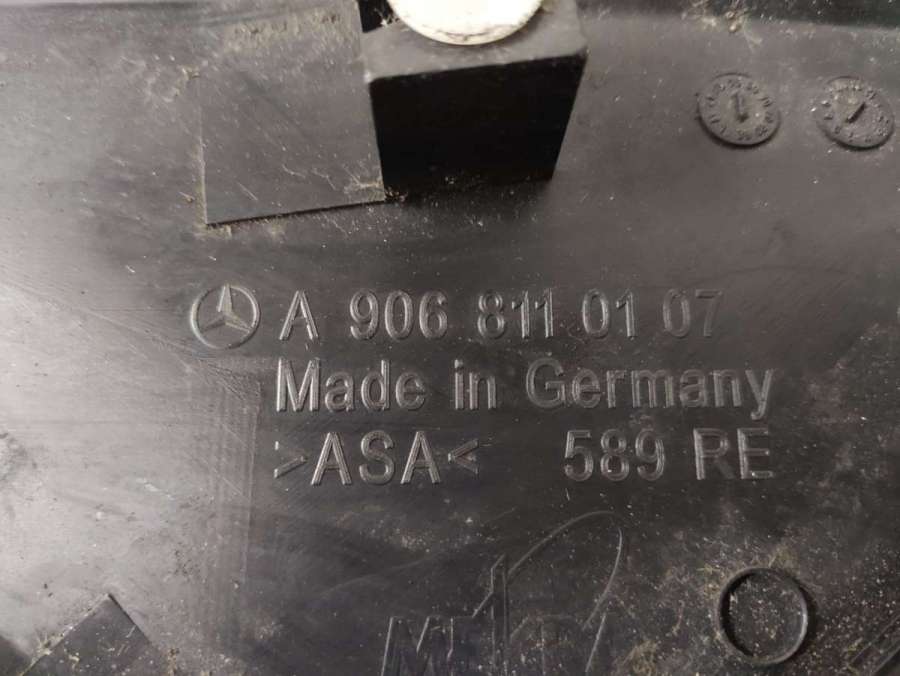 A 906 811 01 07
Made in Germany
>ASA< 589 RE